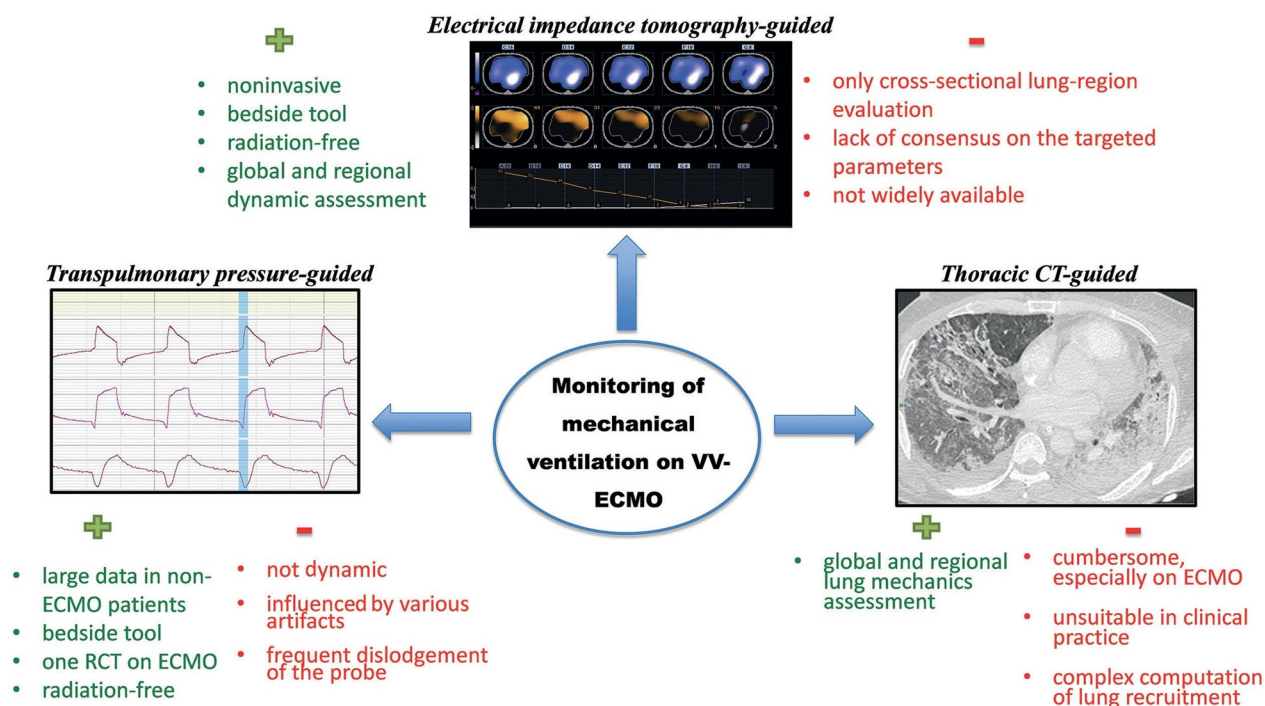 Electrical impedance tomography-guided
noninvasive
bedside tool
radiation-free
global and regional
dynamic assessment
only cross-sectional lung-region
evaluation
lack of consensus on the targeted
parameters
not widely available
Transpulmonary pressure-guided
Thoracic CT-guided
Monitoring of
mechanical
ventilation on VV-
ECMO
large data in non-
ECMO patients
bedside tool
one RCT on ECMO
radiation-free
not dynamic
influenced by various
artifacts
frequent dislodgement
of the probe
global and regional
lung mechanics
assessment
cumbersome,
especially on ECMO
unsuitable in clinical
practice
complex computation
of lung recruitment